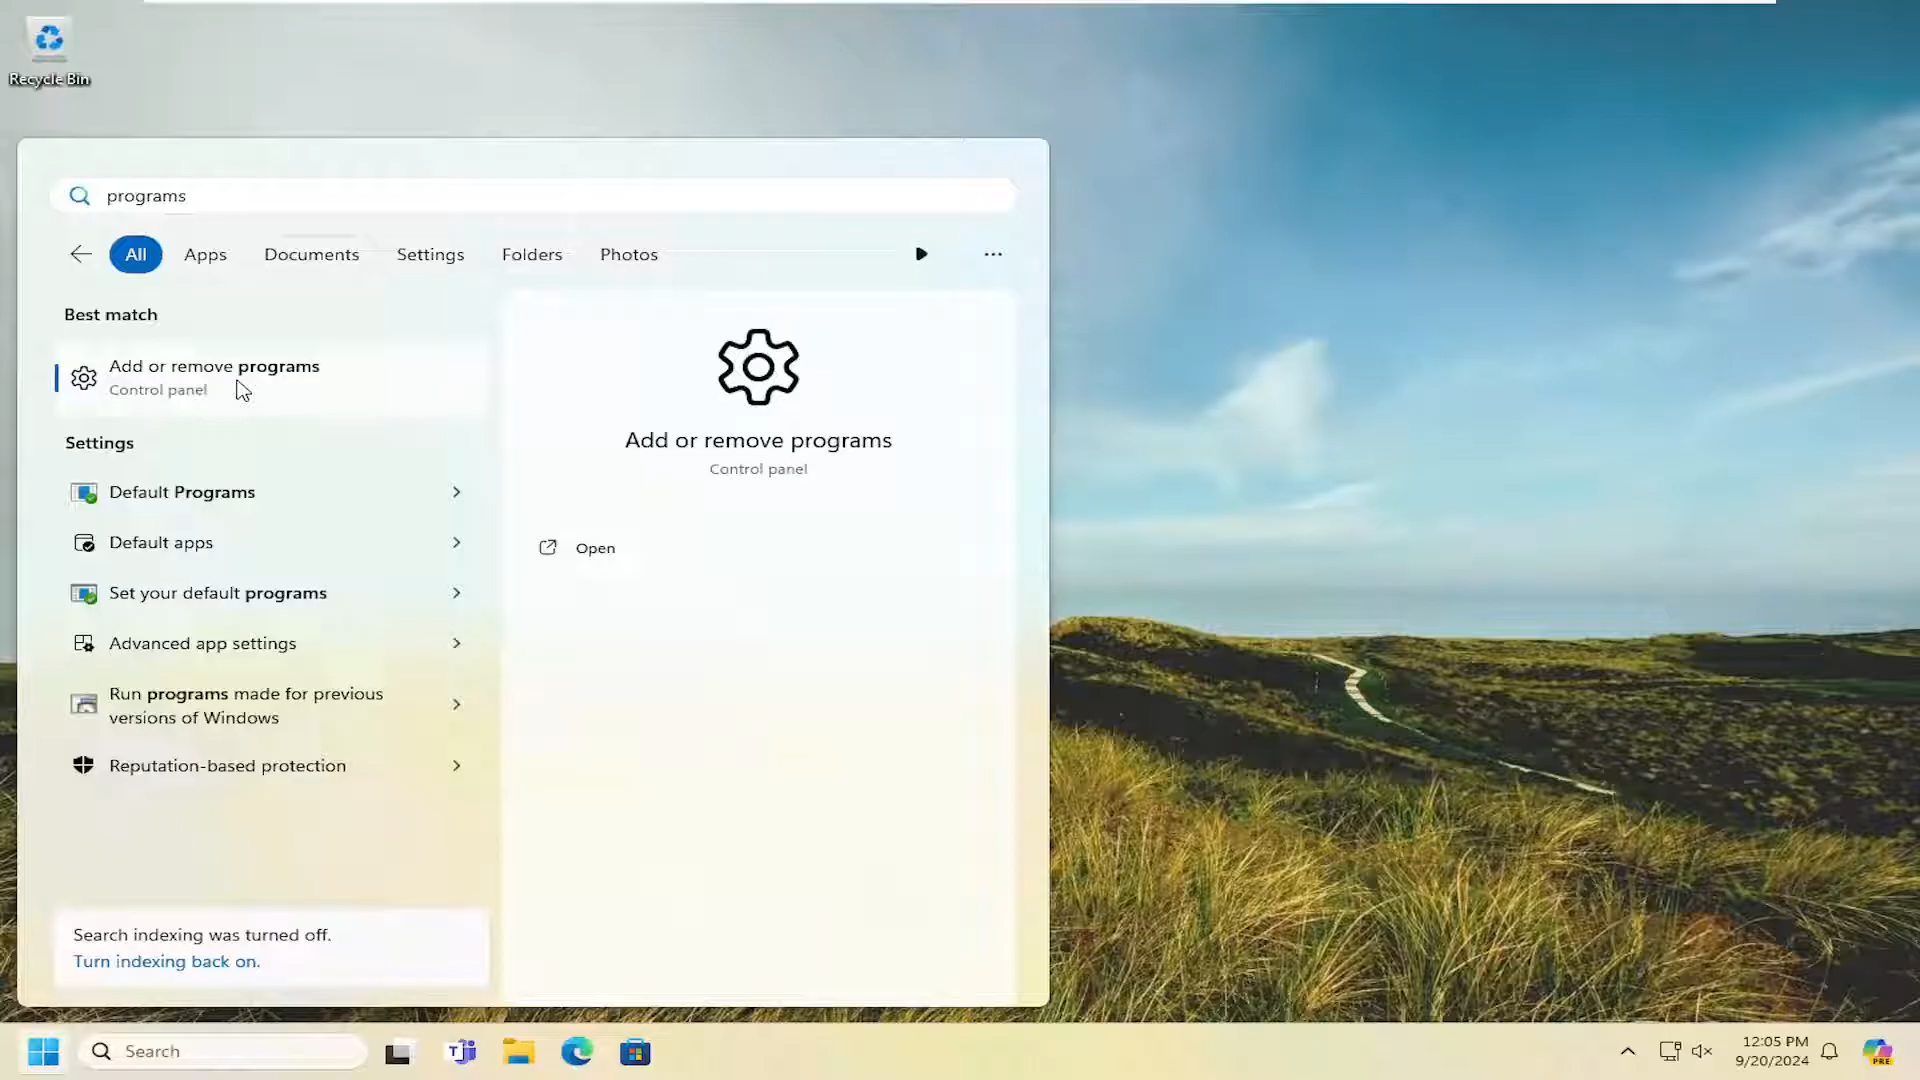 Recycle Bin
programs
All Apps Documents Settings Folders Photos
Best match
Add or remove programs
Control panel
Settings
Default Programs
Default apps
Set your default programs
Advanced app settings
Run programs made for previous
versions of Windows
Reputation-based protection
Search indexing was turned off.
Turn indexing back on.
Add or remove programs
Control panel
Open
Search
12:05 PM
9/20/2024
PRE